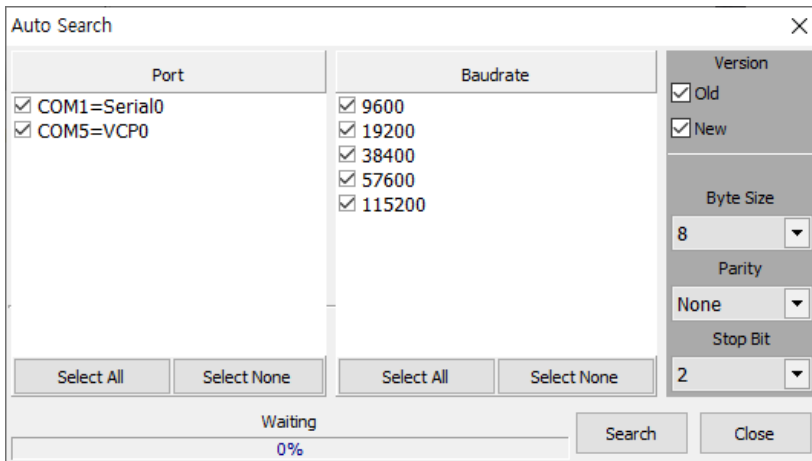 Auto Search
Port
COM1=Serial0
COM5=VCP0
Select All
Select None
Baudrate
9600
19200
38400
57600
115200
Select All
Select None
Version
Old
New
Byte Size
8
Parity
None
Stop Bit
2
Waiting
0%
Search
Close